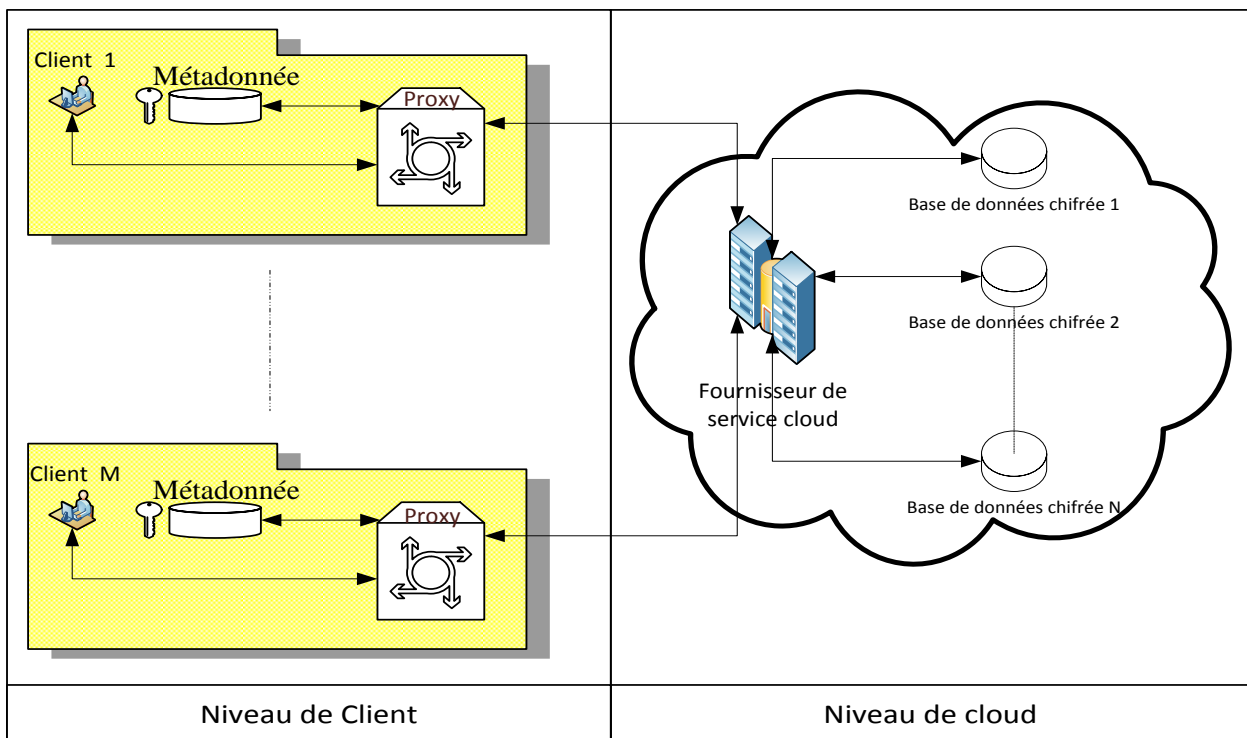 Client 1
Métadonnée
Proxy
Base de données chifrée 1
Base de données chifrée 2
Fournisseur de
service cloud
Base de données chifrée N
Client M
Métadonnée
Proxy
Niveau de Client
Niveau de cloud